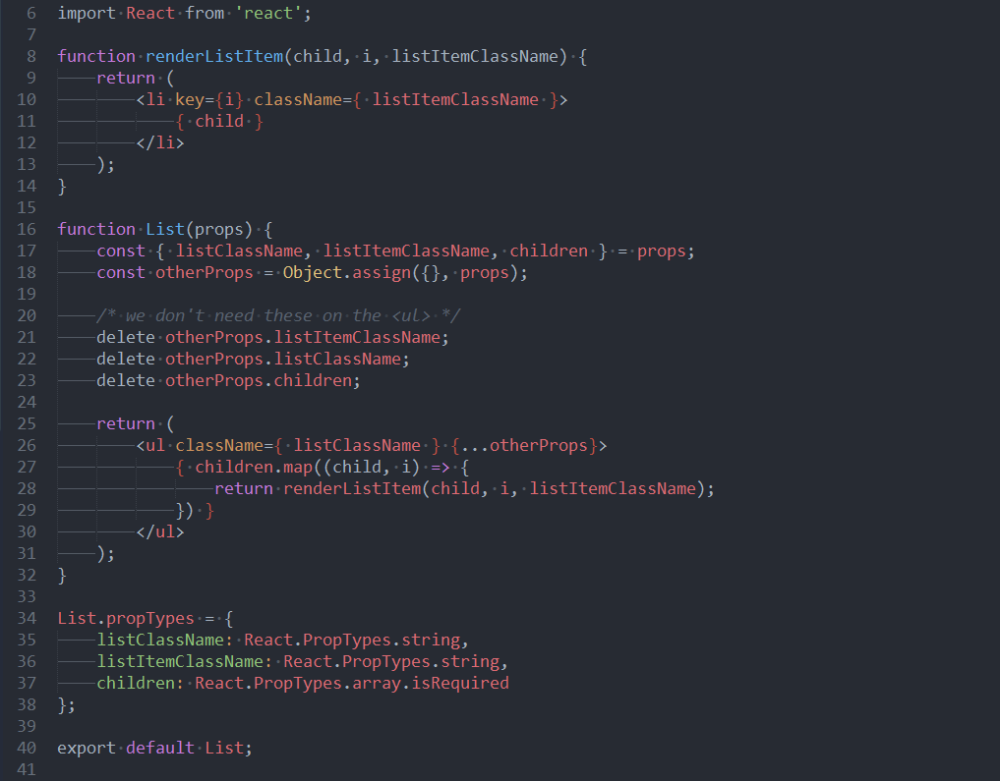 6 import React from 'react';
7
8 function renderListItem(child, i, listItemClassName) {
9     return (
10         <li key={i} className={ listItemClassName }>
11             { child }
12         </li>
13     );
14 }
15
16 function List(props) {
17     const { listClassName, listItemClassName, children } = props;
18     const otherProps = Object.assign({}, props);
19
20     /* we don't need these on the <ul> */
21     delete otherProps.listItemClassName;
22     delete otherProps.listClassName;
23     delete otherProps.children;
24
25     return (
26         <ul className={ listClassName } {...otherProps}>
27             { children.map((child, i) => {
28                 return renderListItem(child, i, listItemClassName);
29             }) }
30         </ul>
31     );
32 }
33
34 List.propTypes = {
35     listClassName: React.PropTypes.string,
36     listItemClassName: React.PropTypes.string,
37     children: React.PropTypes.array.isRequired
38 };
39
40 export default List;
41